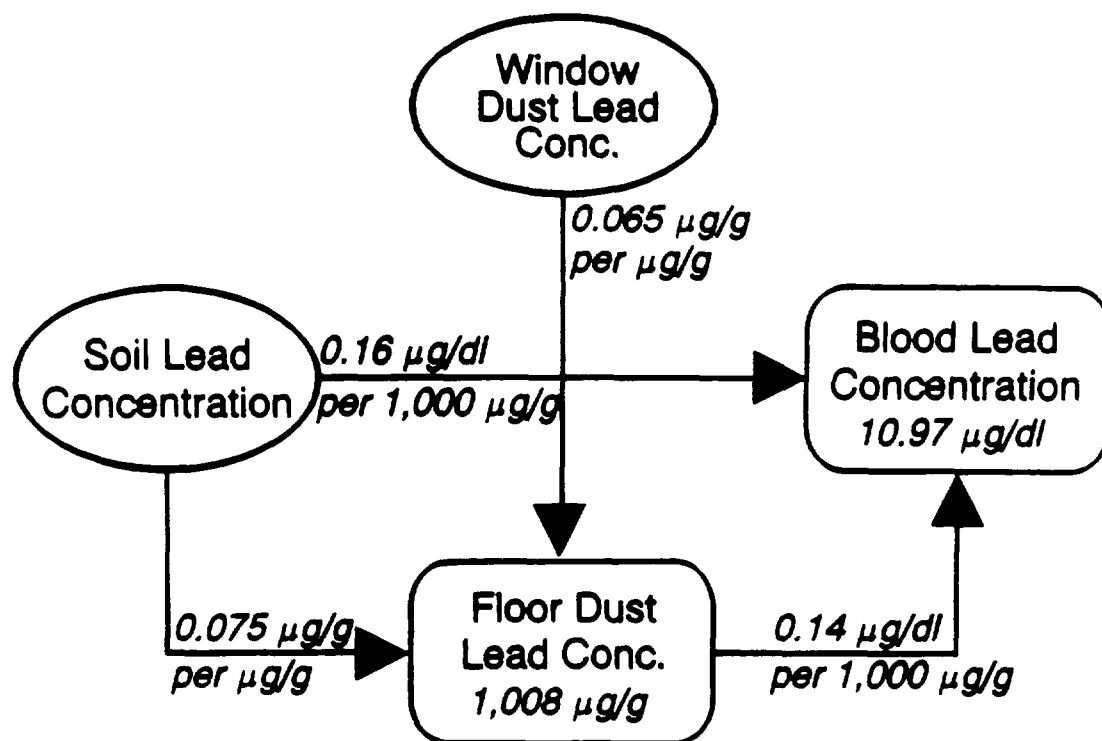 Window
Dust Lead
Conc.
0.065 µg/g
per µg/g
Soil Lead
Concentration
0.16 µg/dl
per 1,000 µg/g
Blood Lead
Concentration
10.97 µg/dl
0.075 µg/g
per µg/g
Floor Dust
Lead Conc.
1,008 µg/g
0.14 µg/dl
per 1,000 µg/g